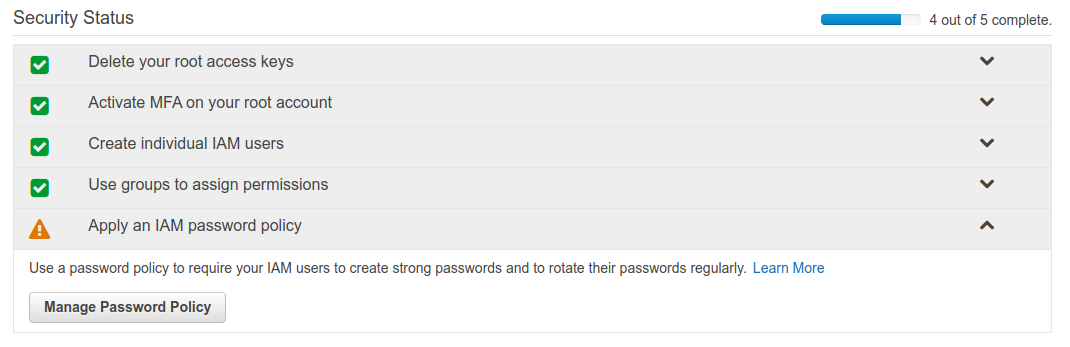 Security Status
4 out of 5 complete.
Delete your root access keys
Activate MFA on your root account
Create individual IAM users
Use groups to assign permissions
Apply an IAM password policy
Use a password policy to require your IAM users to create strong passwords and to rotate their passwords regularly. Learn More
Manage Password Policy